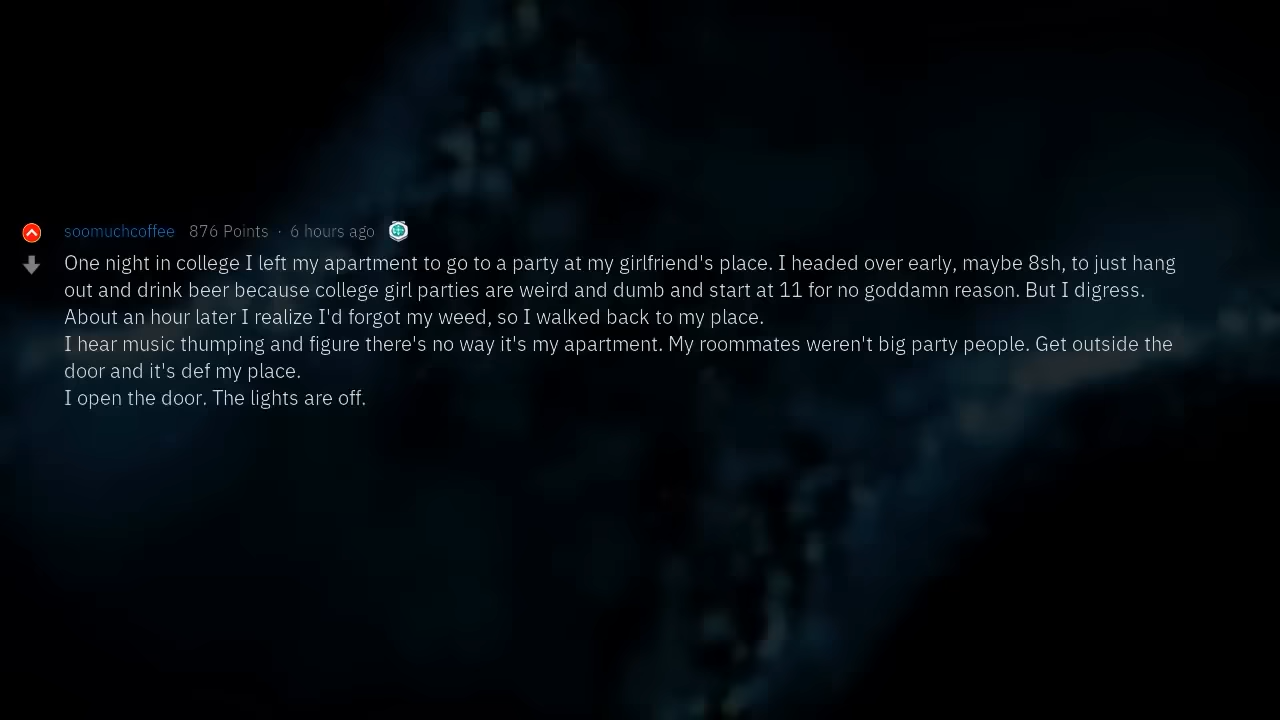 soomuchcoffee 876 Points · 6 hours ago
One night in college I left my apartment to go to a party at my girlfriend's place. I headed over early, maybe 8sh, to just hang
out and drink beer because college girl parties are weird and dumb and start at 11 for no goddamn reason. But I digress.
About an hour later I realize I'd forgot my weed, so I walked back to my place.
I hear music thumping and figure there's no way it's my apartment. My roommates weren't big party people. Get outside the
door and it's def my place.
I open the door. The lights are off.